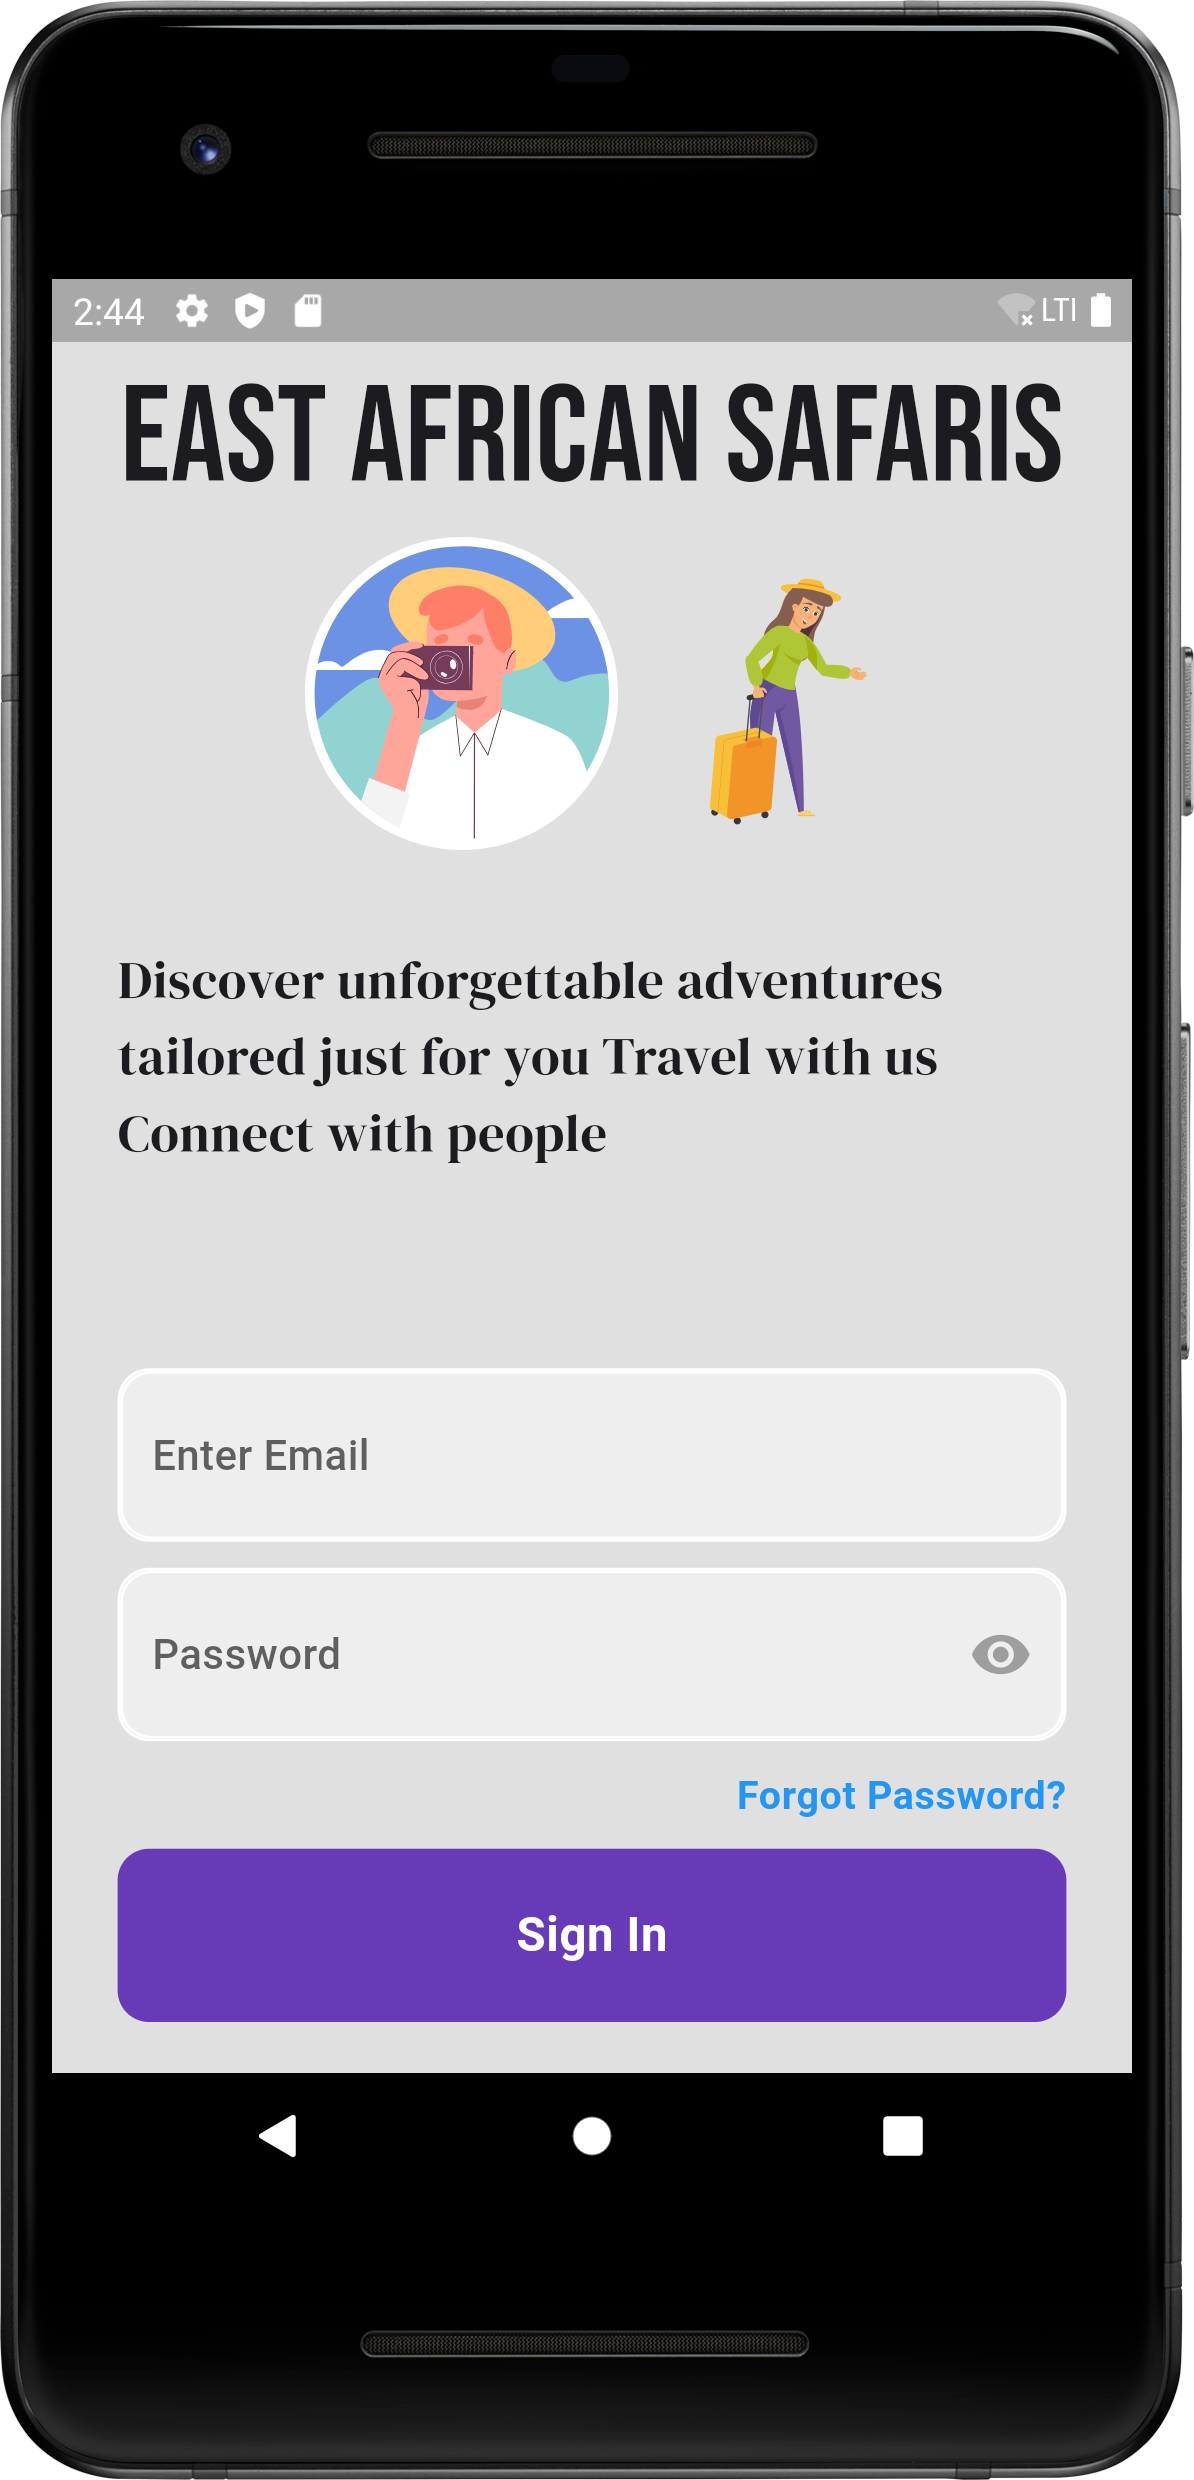 2:44 LTI
EAST AFRICAN SAFARIS
Discover unforgettable adventures
tailored just for you Travel with us
Connect with people
Enter Email
Password
Forgot Password?
Sign In